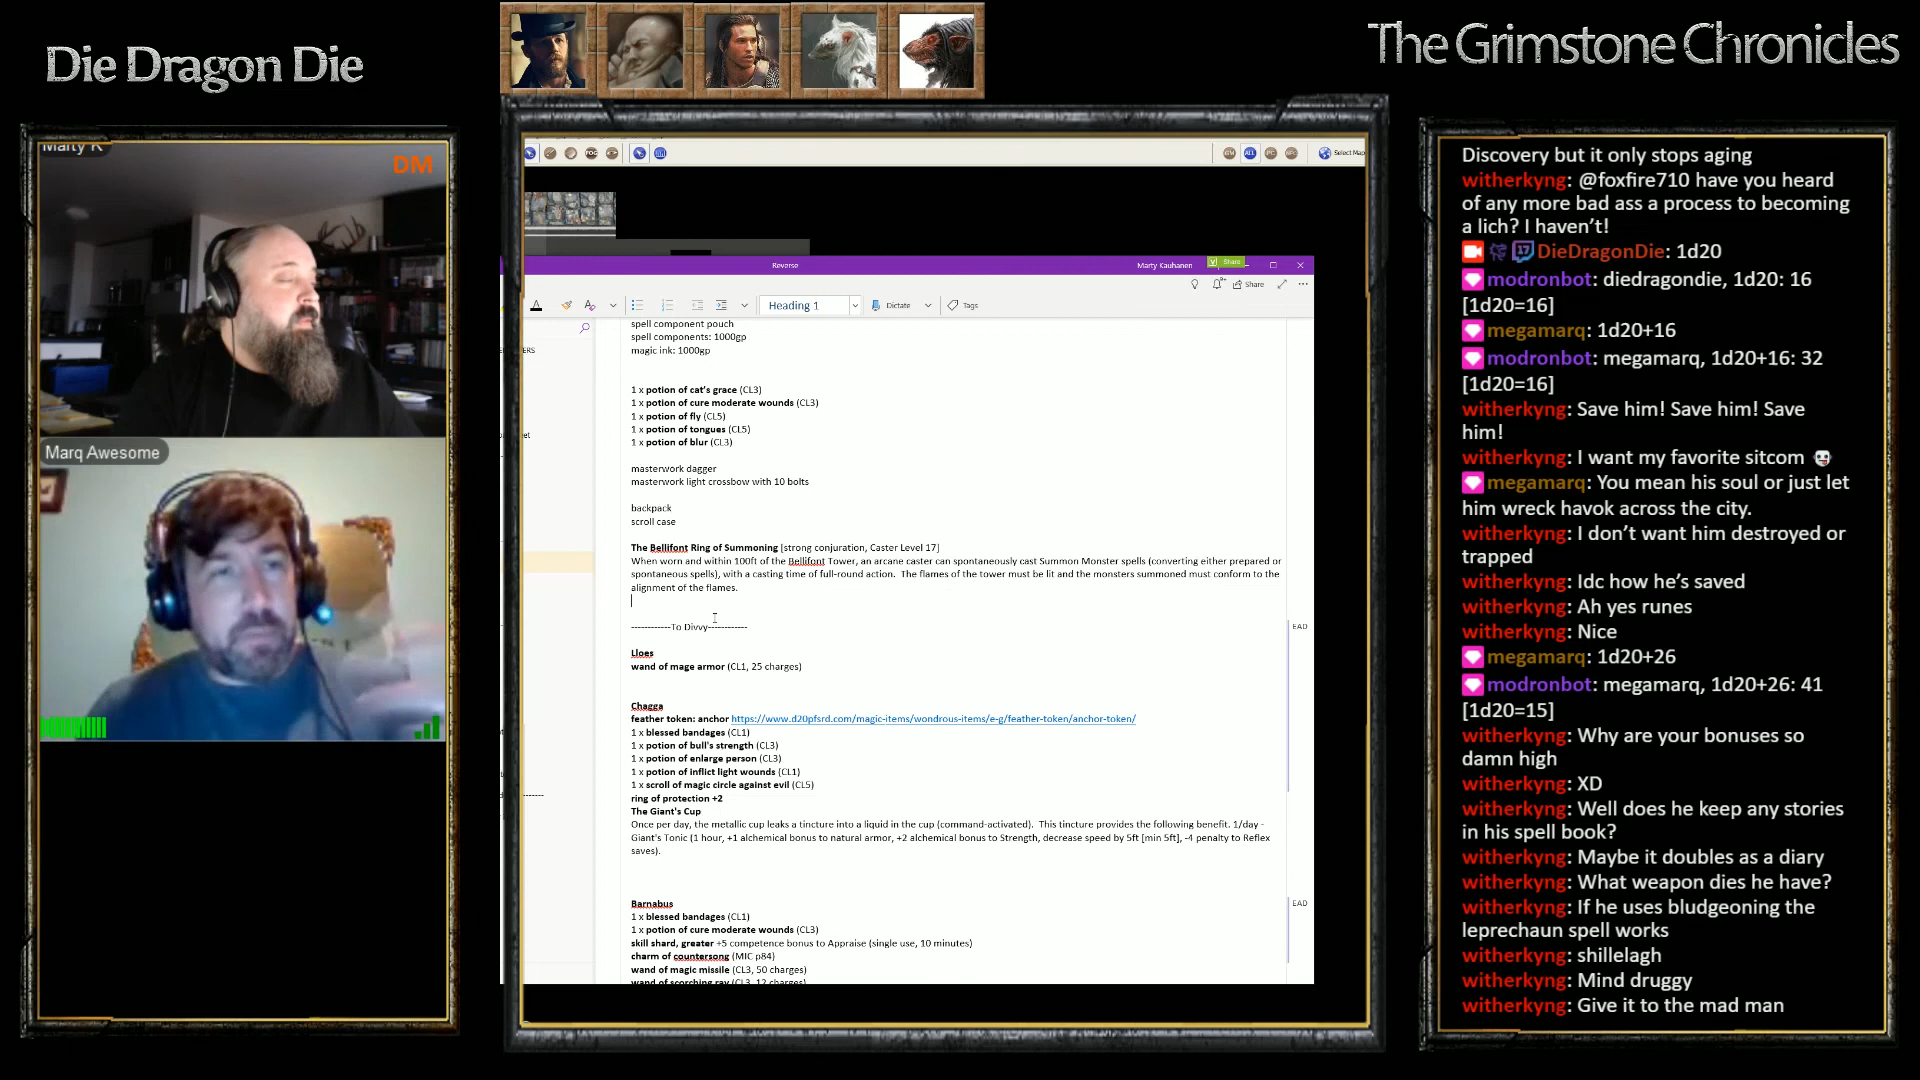 Die Dragon Die
The Grimstone Chronicles
Marty K
DM
Marq Awesome
FOG
ALL
Select Map
Reverse
Marty Kauhanen
Share
Share
Heading 1
Dictate
Tags
ERS
eet
spell component pouch
spell components: 1000gp
magic ink: 1000gp
1 x potion of cat's grace (CL3)
1 x potion of cure moderate wounds (CL3)
1 x potion of fly (CL5)
1 x potion of tongues (CL5)
1 x potion of blur (CL3)
masterwork dagger
masterwork light crossbow with 10 bolts
backpack
scroll case
The Bellifont Ring of Summoning [strong conjuration, Caster Level 17]
When worn and within 100ft of the Bellifont Tower, an arcane caster can spontaneously cast Summon Monster spells (converting either prepared or
spontaneous spells), with a casting time of full-round action. The flames of the tower must be lit and the monsters summoned must conform to the
alignment of the flames.
------------To Divvy------------
EAD
Lloes
wand of mage armor (CL1, 25 charges)
Chagga
feather token: anchor https://www.d20pfsrd.com/magic-items/wondrous-items/e-g/feather-token/anchor-token/
1 x blessed bandages (CL1)
1 x potion of bull's strength (CL3)
1 x potion of enlarge person (CL3)
1 x potion of inflict light wounds (CL1)
1 x scroll of magic circle against evil (CL5)
ring of protection +2
The Giant's Cup
Once per day, the metallic cup leaks a tincture into a liquid in the cup (command-activated). This tincture provides the following benefit. 1/day -
Giant's Tonic (1 hour, +1 alchemical bonus to natural armor, +2 alchemical bonus to Strength, decrease speed by 5ft [min 5ft], -4 penalty to Reflex
saves).
Barnabus
EAD
1 x blessed bandages (CL1)
1 x potion of cure moderate wounds (CL3)
skill shard, greater +5 competence bonus to Appraise (single use, 10 minutes)
charm of countersong (MIC p84)
wand of magic missile (CL3, 50 charges)
wand of scorching ray (CL3, 12 charges)
Discovery but it only stops aging
witherkyng: @foxfire710 have you heard
of any more bad ass a process to becoming
a lich? I haven't!
DieDragonDie: 1d20
modronbot: diedragondie, 1d20: 16
[1d20=16]
megamarq: 1d20+16
modronbot: megamarq, 1d20+16: 32
[1d20=16]
witherkyng: Save him! Save him! Save
him!
witherkyng: I want my favorite sitcom
megamarq: You mean his soul or just let
him wreck havok across the city.
witherkyng: I don't want him destroyed or
trapped
witherkyng: Idc how he's saved
witherkyng: Ah yes runes
witherkyng: Nice
megamarq: 1d20+26
modronbot: megamarq, 1d20+26: 41
[1d20=15]
witherkyng: Why are your bonuses so
damn high
witherkyng: XD
witherkyng: Well does he keep any stories
in his spell book?
witherkyng: Maybe it doubles as a diary
witherkyng: What weapon dies he have?
witherkyng: If he uses bludgeoning the
leprechaun spell works
witherkyng: shillelagh
witherkyng: Mind druggy
witherkyng: Give it to the mad man